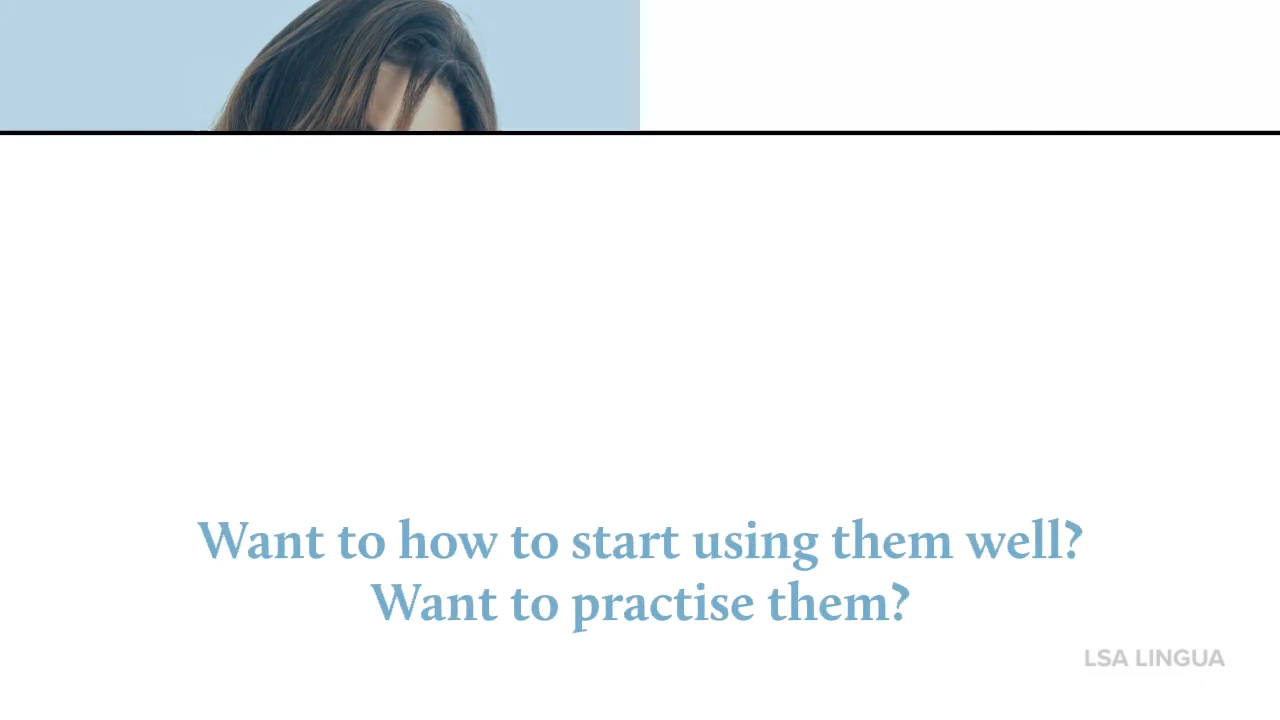 Want to how to start using them well?
Want to practise them?
LSA LINGUA